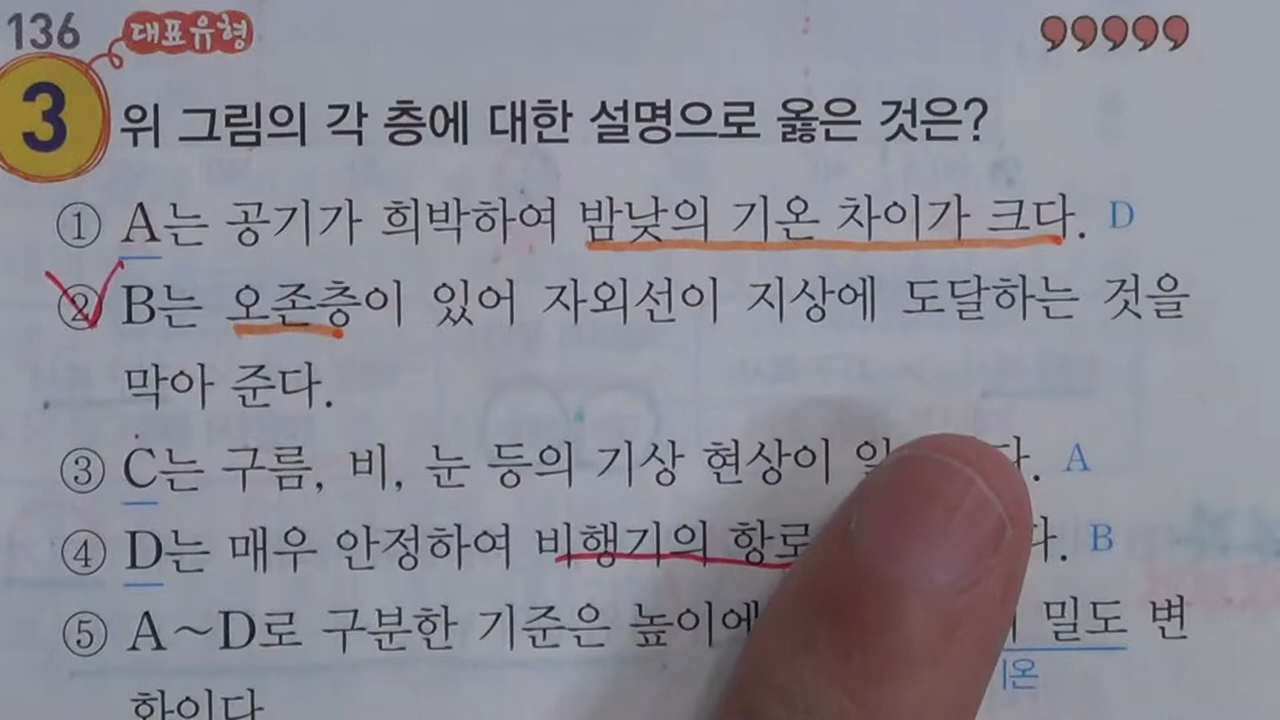 136 대표유형
3 위 그림의 각 층에 대한 설명으로 옳은 것은?
① A는 공기가 희박하여 밤낮의 기온 차이가 크다. D
② B는 오존층이 있어 자외선이 지상에 도달하는 것을
막아 준다.
③ C는 구름, 비, 눈 등의 기상 현상이 A
④ D는 매우 안정하여 비행기의 항로 B
⑤ A~D로 구분한 기준은 높이에 밀도 변
화이다